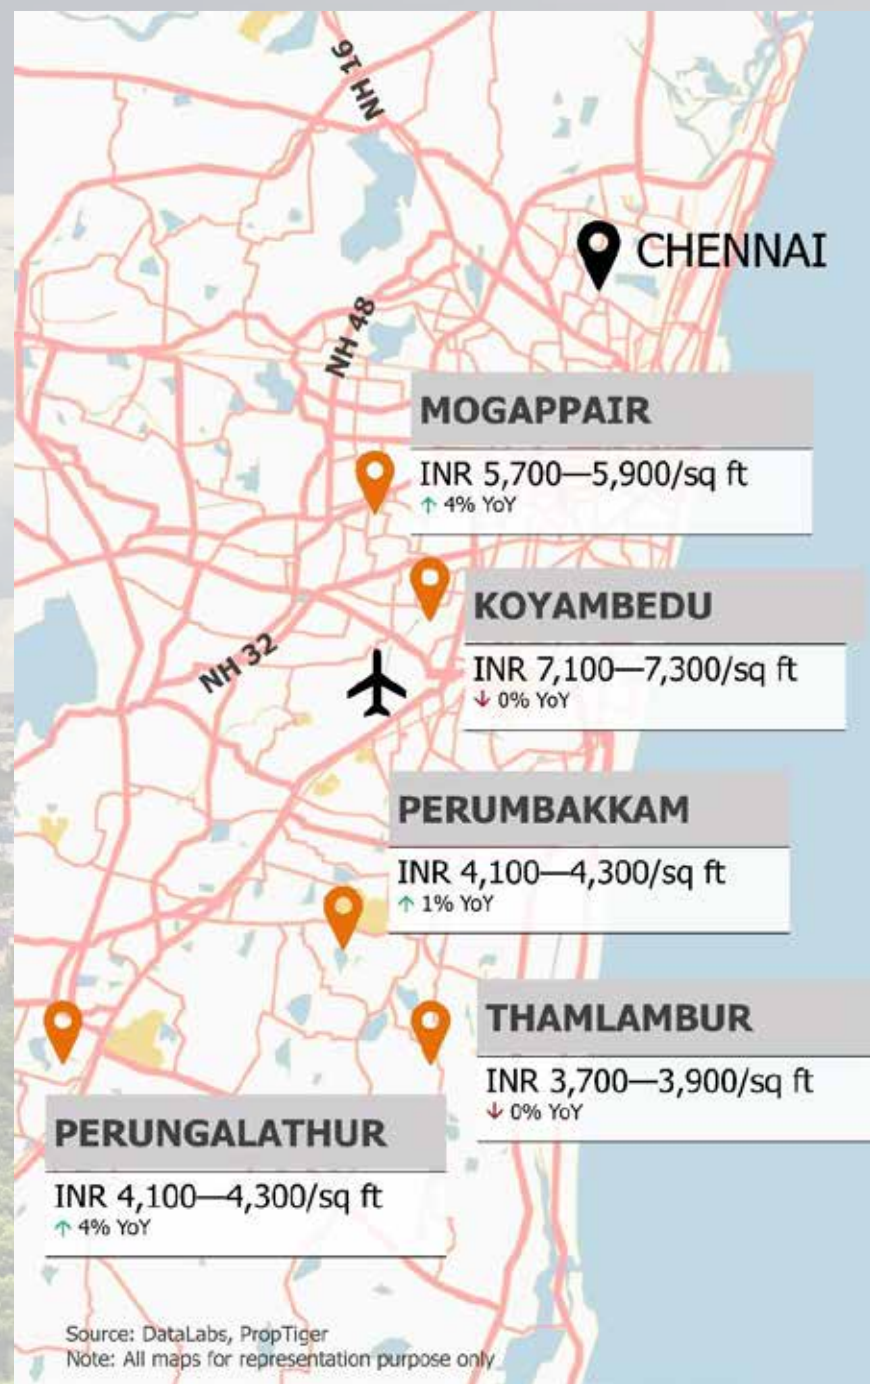 NH 16
CHENNAI
NH 48
MOGAPPAIR
INR 5,700—5,900/sq ft
↑ 4% YoY
KOYAMBEDU
INR 7,100—7,300/sq ft
↓ 0% YoY
NH 32
PERUMBAKKAM
INR 4,100—4,300/sq ft
↑ 1% YoY
THAMLAMBUR
INR 3,700—3,900/sq ft
↓ 0% YoY
PERUNGALATHUR
INR 4,100—4,300/sq ft
↑ 4% YoY
Source: DataLabs, PropTiger
Note: All maps for representation purpose only